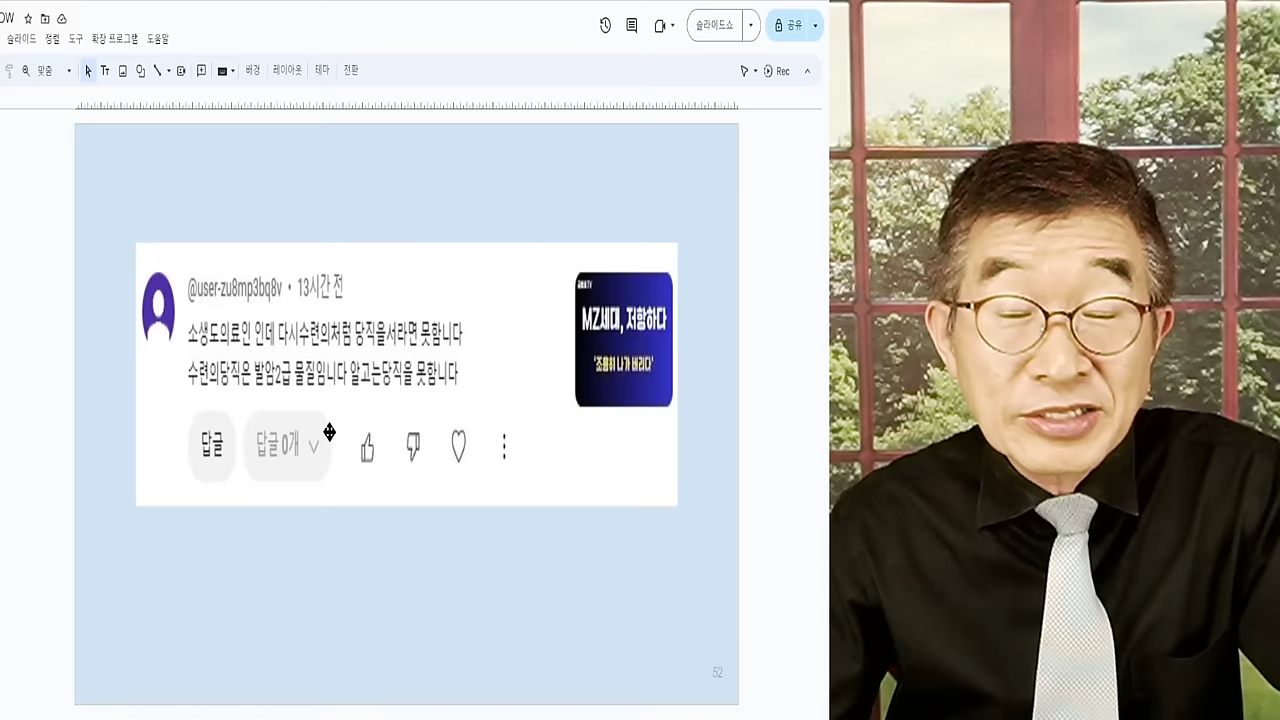 OW
슬라이드 정렬 도구 확장 프로그램 도움말
슬라이드쇼
공유
맞춤
배경 레이아웃 테마 전환
Rec
@user-zu8mp3bq8v • 13시간 전
소생도의료인 인데 다시수련의처럼 당직을서라면 못함니다
수련의당직은 발암2급 물질임니다 알고는당직을 못함니다
답글
답글 0개
MZ세대, 저항하다
'조용히 나가 버리다'
52